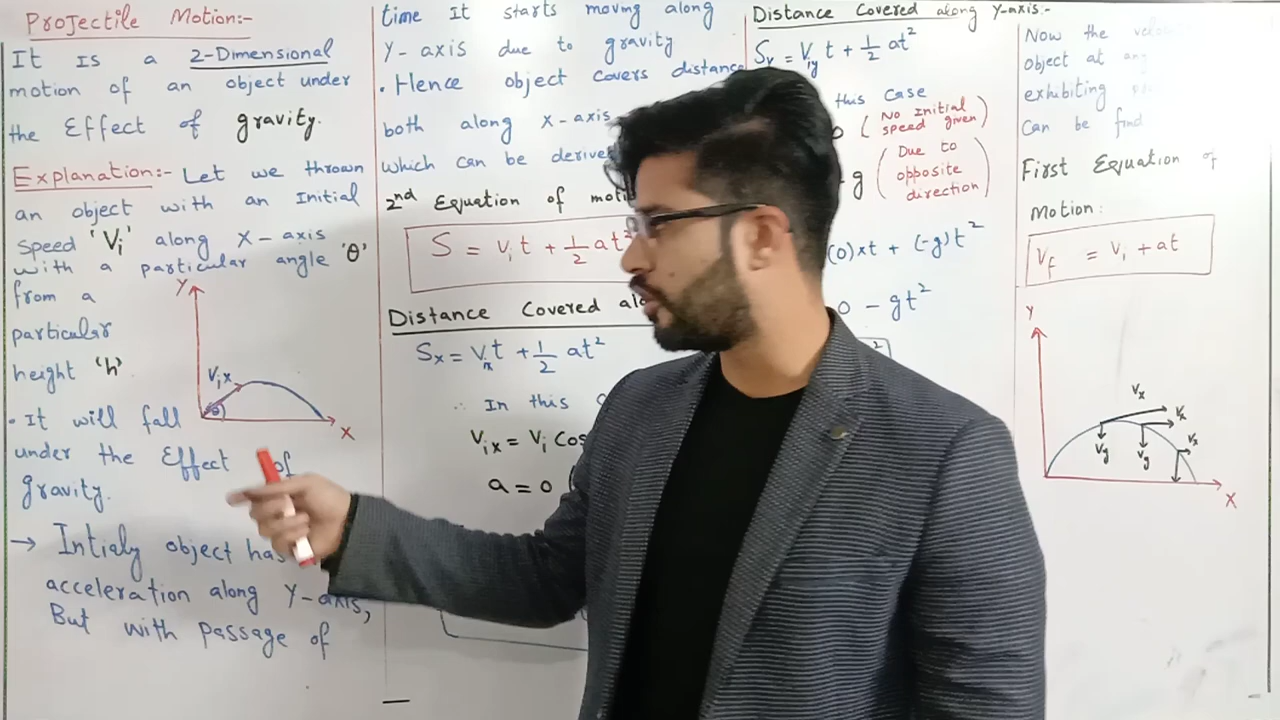 Projectile Motion:-
It is a 2-Dimensional
motion of an object under
the Effect of gravity.
Explanation:- Let we thrown
an object with an Initial
Speed 'Vi' along X-axis
with a particular angle 'θ'
from a
particular
height 'h'
Y
Vix
θ
X
• It will fall
under the Effect of
gravity.
→ Intialy object has
acceleration along Y-axis,
But with passage of
time It starts moving along
Y-axis due to gravity
• Hence object covers distance
both along X-axis
which can be
2nd Equation of
S = Vit + 1/2 at²
Distance Covered
Sx = Vixt + 1/2 at²
∴ In this
Vix = Vi Cos
a = 0
Distance Covered along Y-axis:-
Sy = Viy t + 1/2 at²
this Case
(No Initial
speed given)
g (Due to
opposite
direction)
(0)xt + (-g)t²
0 - gt²
Now the
object at
exhibiting
Can be find
First Equation of
Motion:
Vf = Vi + at
Y
Vx
Vx
Vx
Vy
Vy
X